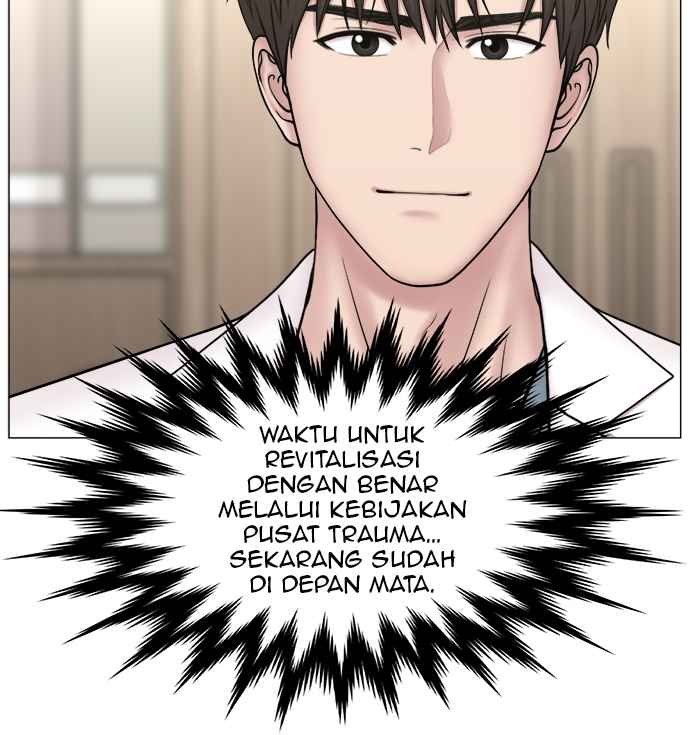 WAKTU UNTUK
REVITALISASI
DENGAN BENAR
MELALUI KEBIJAKAN
PUSAT TRAUMA...
SEKARANG SUDAH
DI DEPAN MATA.